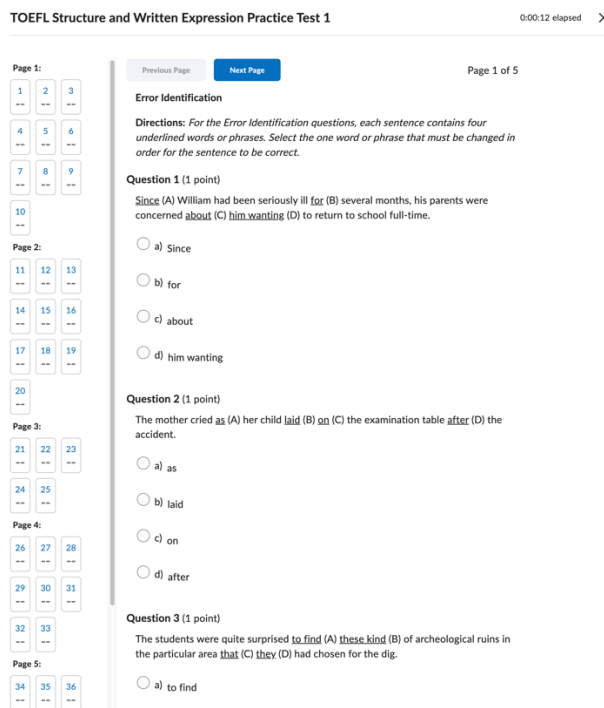 TOEFL Structure and Written Expression Practice Test 1
0:00:12 elapsed
Page 1:
1 2 3
-- -- --
4 5 6
-- -- --
7 8 9
-- -- --
10
--
Page 2:
11 12 13
-- -- --
14 15 16
-- -- --
17 18 19
-- -- --
20
--
Page 3:
21 22 23
-- -- --
24 25
-- --
Page 4:
26 27 28
-- -- --
29 30 31
-- -- --
32 33
-- --
Page 5:
34 35 36
-- -- --
Previous Page Next Page Page 1 of 5
Error Identification
Directions: For the Error Identification questions, each sentence contains four
underlined words or phrases. Select the one word or phrase that must be changed in
order for the sentence to be correct.
Question 1 (1 point)
Since (A) William had been seriously ill for (B) several months, his parents were
concerned about (C) him wanting (D) to return to school full-time.
a) Since
b) for
c) about
d) him wanting
Question 2 (1 point)
The mother cried as (A) her child laid (B) on (C) the examination table after (D) the
accident.
a) as
b) laid
c) on
d) after
Question 3 (1 point)
The students were quite surprised to find (A) these kind (B) of archeological ruins in
the particular area that (C) they (D) had chosen for the dig.
a) to find